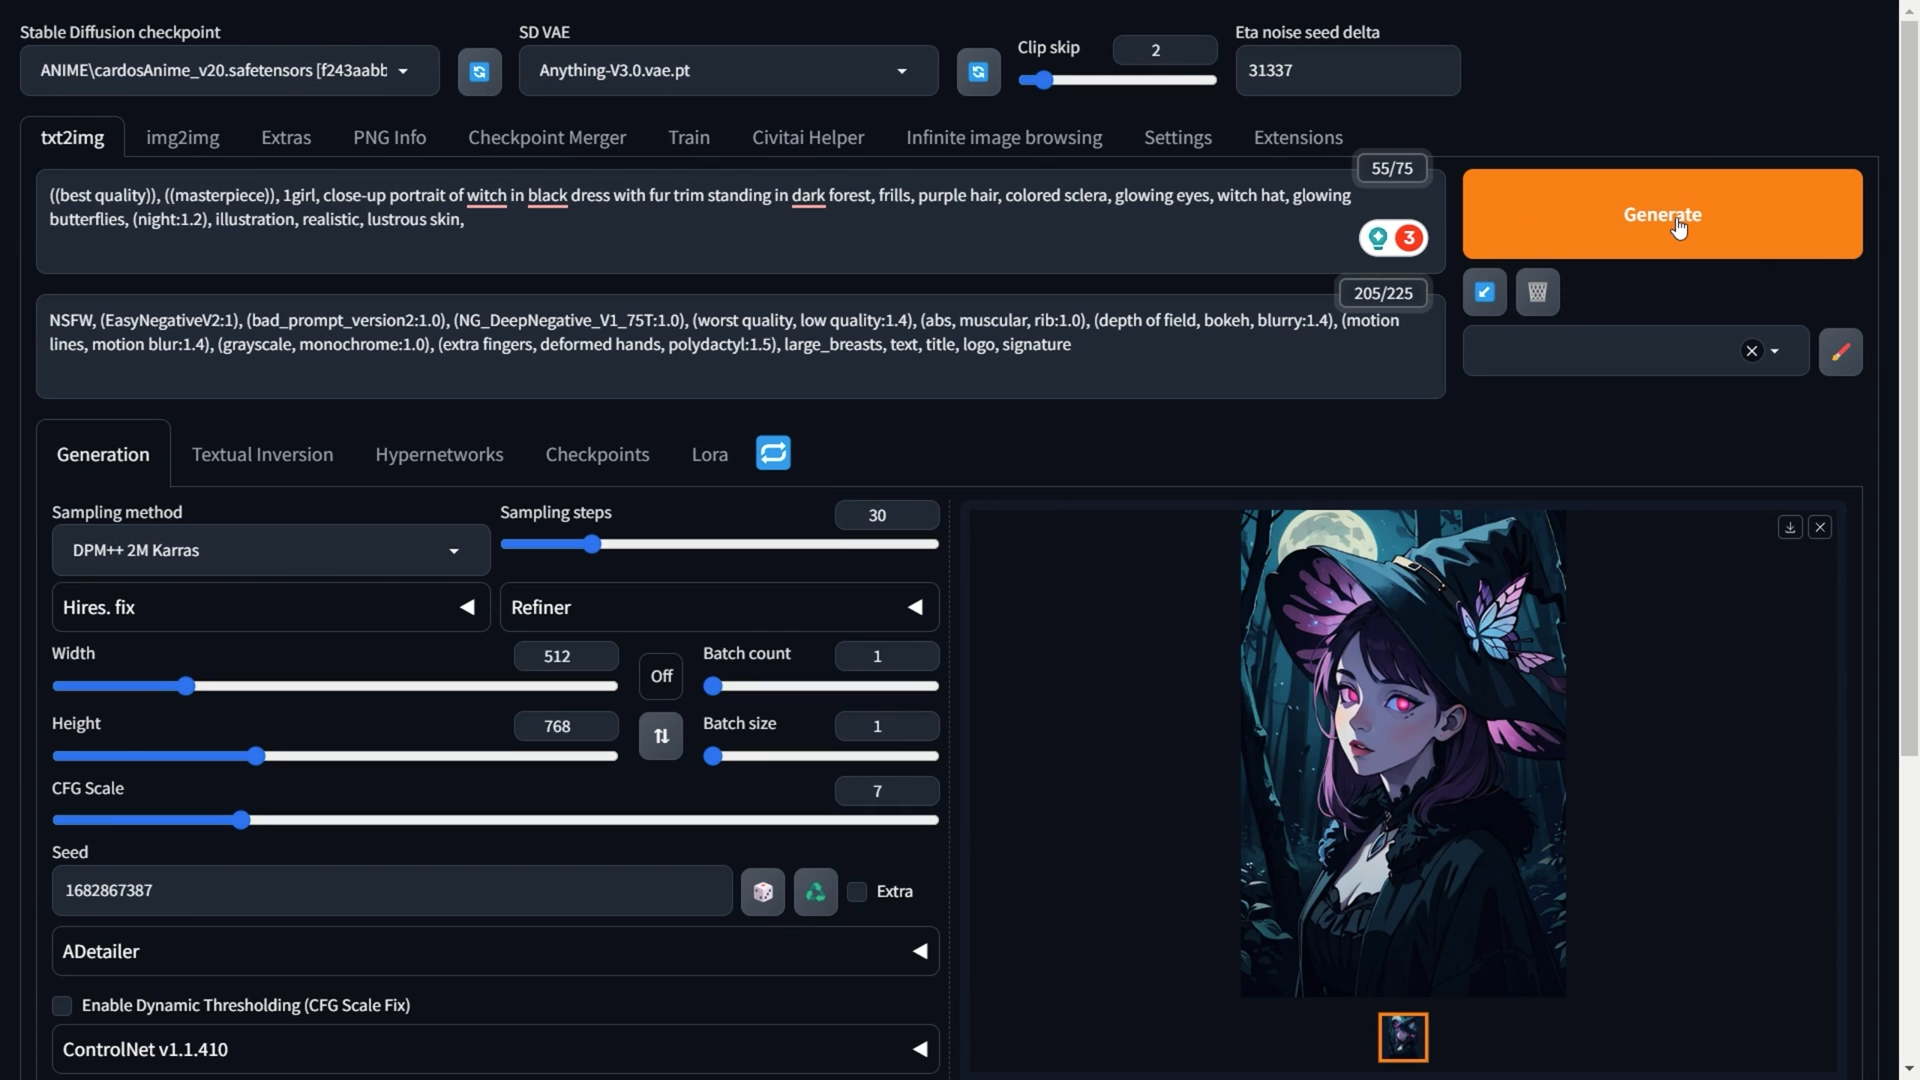 Stable Diffusion checkpoint
SD VAE
Clip skip
2
Eta noise seed delta
ANIME\cardosAnime_v20.safetensors [f243aabb
Anything-V3.0.vae.pt
31337
txt2img
img2img
Extras
PNG Info
Checkpoint Merger
Train
Civitai Helper
Infinite image browsing
Settings
Extensions
55/75
((best quality)), ((masterpiece)), 1girl, close-up portrait of witch in black dress with fur trim standing in dark forest, frills, purple hair, colored sclera, glowing eyes, witch hat, glowing
butterflies, (night:1.2), illustration, realistic, lustrous skin,
3
Generate
205/225
NSFW, (EasyNegativeV2:1), (bad_prompt_version2:1.0), (NG_DeepNegative_V1_75T:1.0), (worst quality, low quality:1.4), (abs, muscular, rib:1.0), (depth of field, bokeh, blurry:1.4), (motion
lines, motion blur:1.4), (grayscale, monochrome:1.0), (extra fingers, deformed hands, polydactyl:1.5), large_breasts, text, title, logo, signature
Generation
Textual Inversion
Hypernetworks
Checkpoints
Lora
Sampling method
Sampling steps
30
DPM++ 2M Karras
Hires. fix
Refiner
Width
512
Off
Batch count
1
Height
768
Batch size
1
CFG Scale
7
Seed
1682867387
Extra
ADetailer
Enable Dynamic Thresholding (CFG Scale Fix)
ControlNet v1.1.410